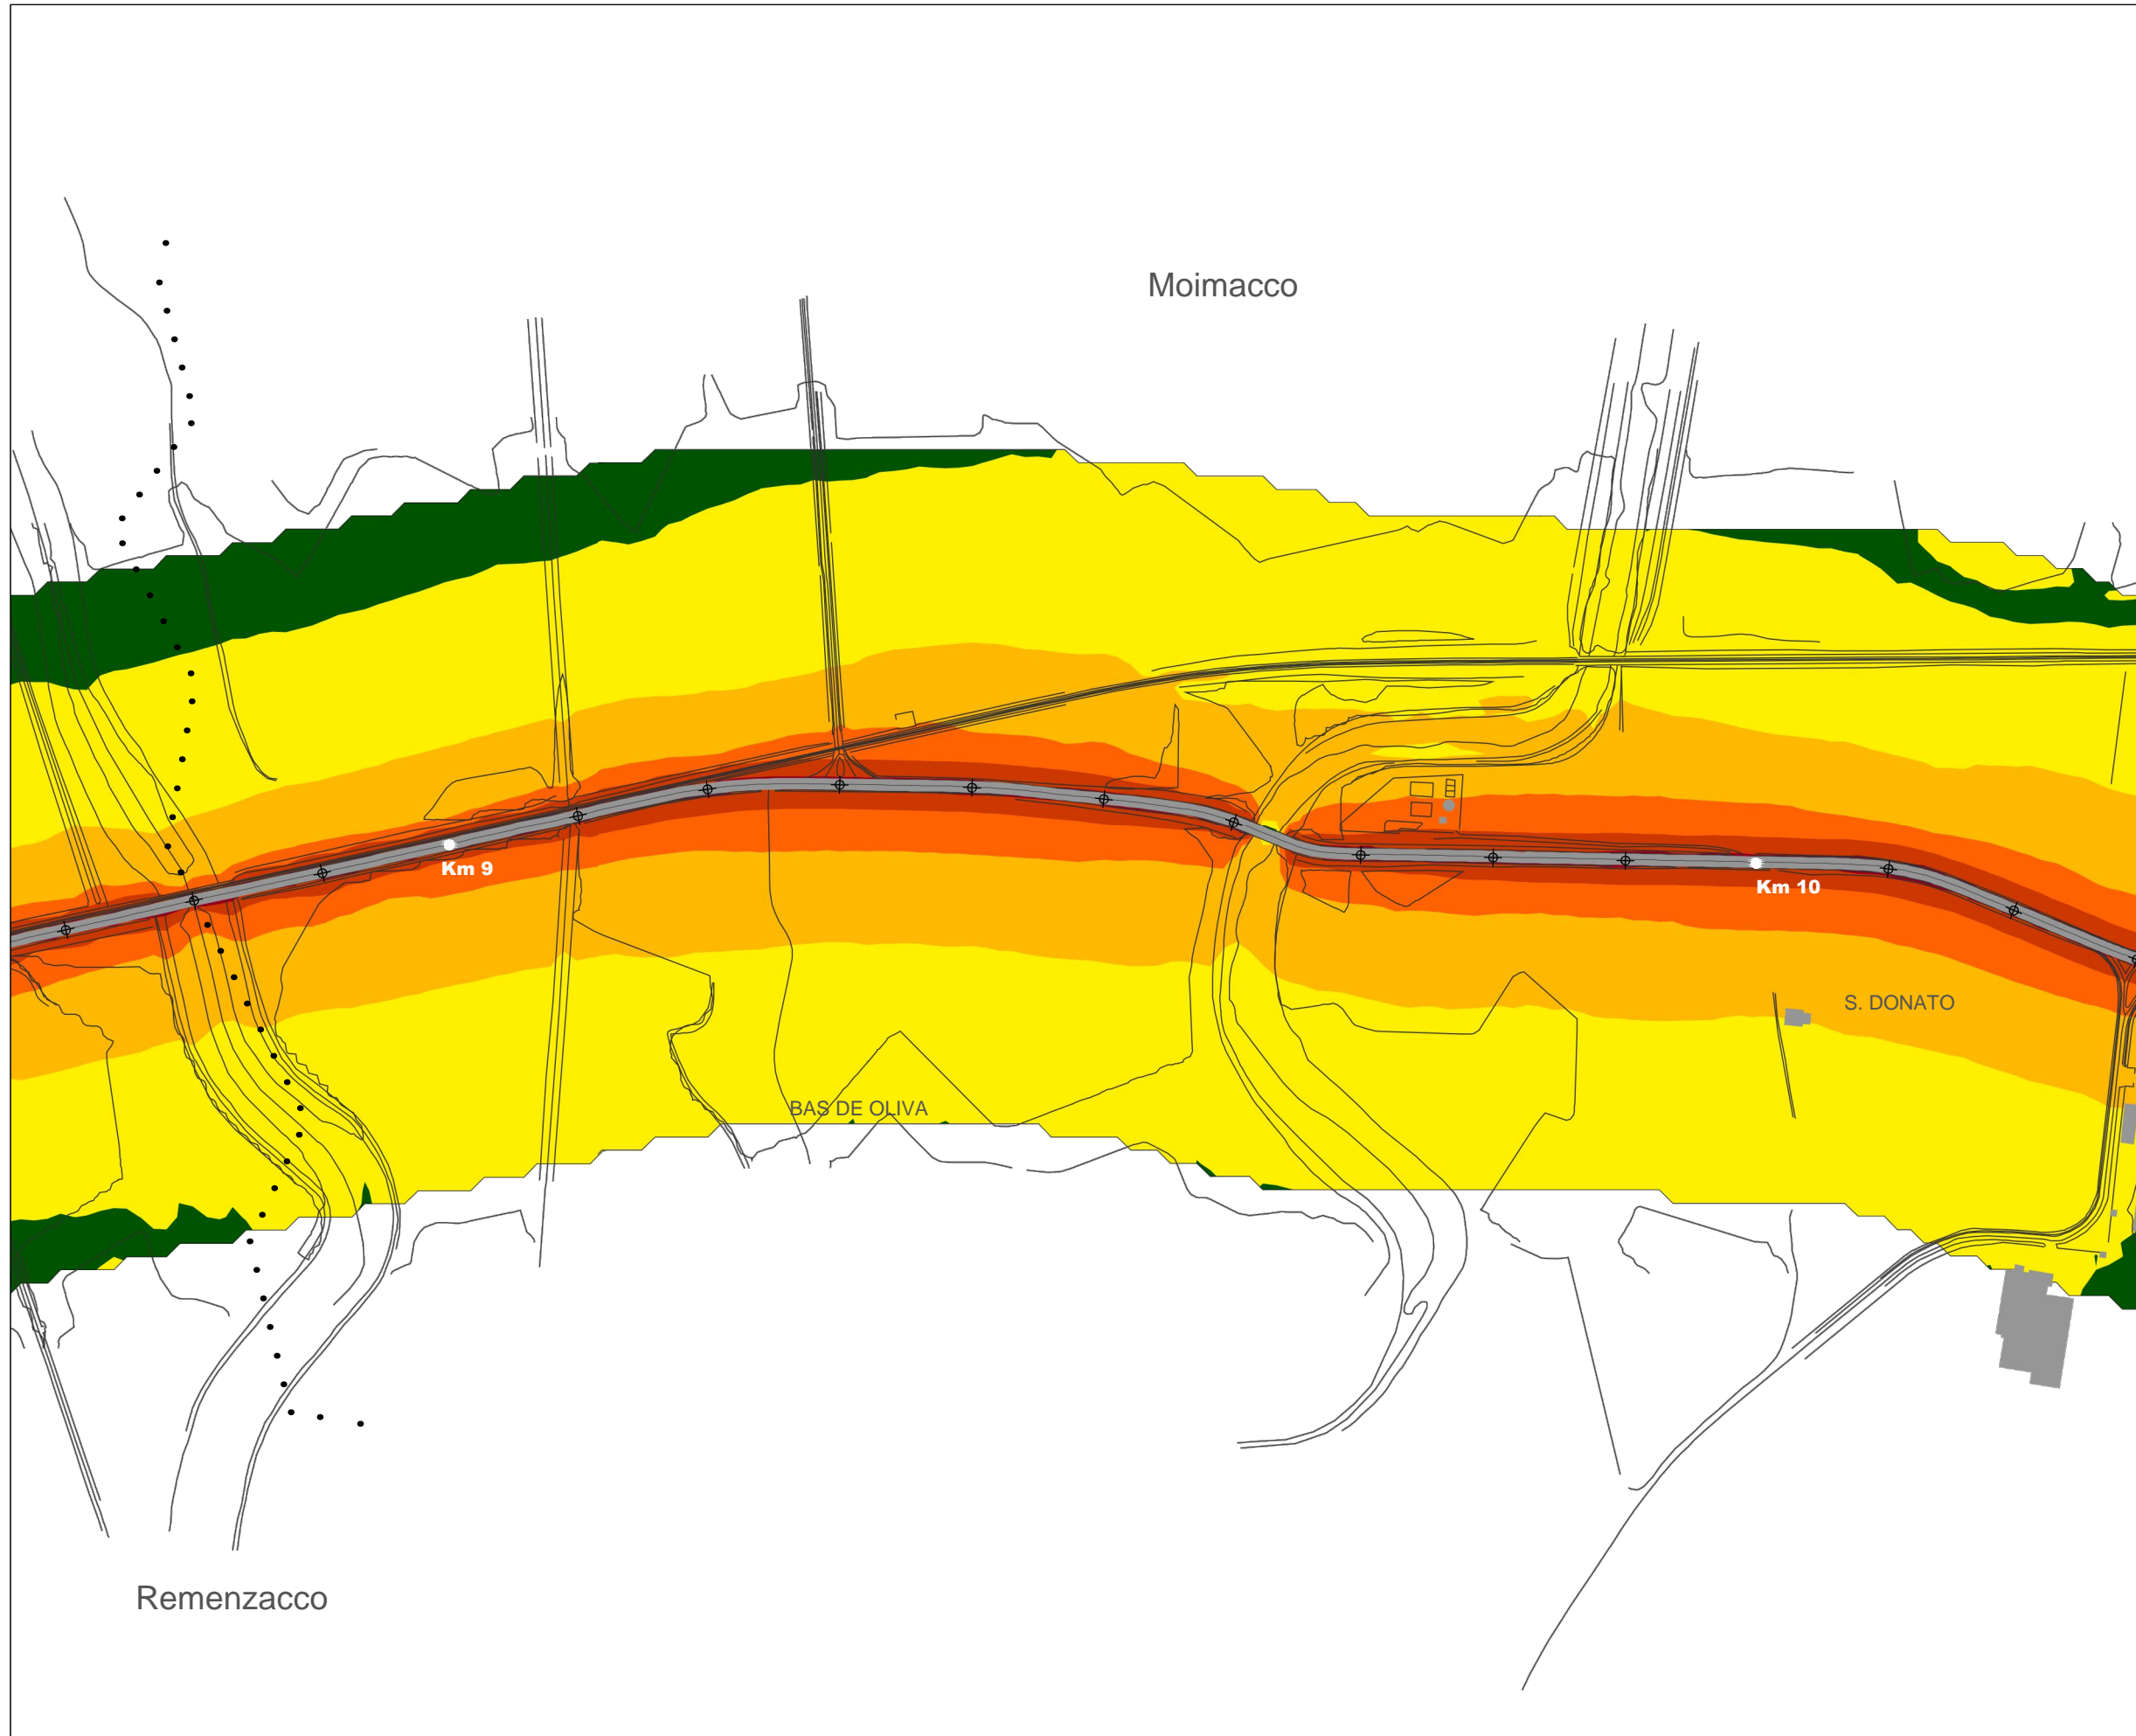 Moimacco
Km 9
Km 10
S. DONATO
BAS DE OLIVA
Remenzacco